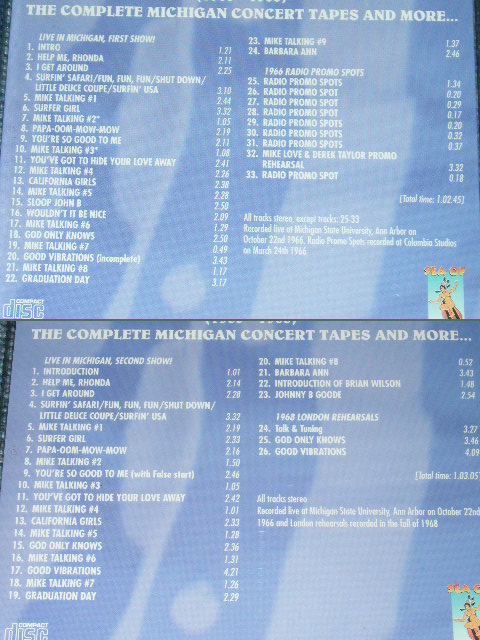 THE COMPLETE MICHIGAN CONCERT TAPES AND MORE...
LIVE IN MICHIGAN, FIRST SHOW!
1. INTRO 1.21
2. HELP ME, RHONDA 2.11
3. I GET AROUND 2.25
4. SURFIN' SAFARI/FUN, FUN, FUN/SHUT DOWN/
LITTLE DEUCE COUPE/SURFIN' USA 3.10
5. MIKE TALKING #1 2.44
6. SURFER GIRL 3.32
7. MIKE TALKING #2" 1.05
8. PAPA-OOM-MOW-MOW 2.19
9. YOU'RE SO GOOD TO ME 2.11
10. MIKE TALKING #3" 1.08
11. YOU'VE GOT TO HIDE YOUR LOVE AWAY 2.41
12. MIKE TALKING #4 2.26
13. CALIFORNIA GIRLS 2.38
14. MIKE TALKING #5 2.28
15. SLOOP JOHN B 2.50
16. WOULDN'T IT BE NICE 2.09
17. MIKE TALKING #6 1.29
18. GOD ONLY KNOWS 2.50
19. MIKE TALKING #7 0.49
20. GOOD VIBRATIONS (incomplete) 3.43
21. MIKE TALKING #8 1.17
22. GRADUATION DAY 3.17
23. MIKE TALKING #9 1.37
24. BARBARA ANN 2.46
1966 RADIO PROMO SPOTS
25. RADIO PROMO SPOTS 1.34
26. RADIO PROMO SPOT 0.20
27. RADIO PROMO SPOT 0.29
28. RADIO PROMO SPOT 0.17
29. RADIO PROMO SPOT 0.20
30. RADIO PROMO SPOT 0.32
31. RADIO PROMO SPOT 0.37
32. MIKE LOVE & DEREK TAYLOR PROMO
REHEARSAL 3.32
33. RADIO PROMO SPOT 0.18
[Total time: 1.02.45]
All tracks stereo, except tracks: 25-33
Recorded live at Michigan State University, Ann Arbor on
October 22nd 1966, Radio Promo Spots recorded at Columbia Studios
on March 24th 1966
SEA OF
COMPACT
disc
THE COMPLETE MICHIGAN CONCERT TAPES AND MORE...
LIVE IN MICHIGAN, SECOND SHOW!
1. INTRODUCTION 1.01
2. HELP ME, RHONDA 2.14
3. I GET AROUND 2.28
4. SURFIN' SAFARI/FUN, FUN, FUN/SHUT DOWN/
LITTLE DEUCE COUPE/SURFIN' USA 3.32
5. MIKE TALKING #1 2.19
6. SURFER GIRL 2.33
7. PAPA-OOM-MOW-MOW 2.16
8. MIKE TALKING #2 1.50
9. YOU'RE SO GOOD TO ME (with False start) 2.46
10. MIKE TALKING #3 1.05
11. YOU'VE GOT TO HIDE YOUR LOVE AWAY 2.42
12. MIKE TALKING #4 1.01
13. CALIFORNIA GIRLS 2.33
14. MIKE TALKING #5 1.28
15. GOD ONLY KNOWS 2.36
16. MIKE TALKING #6 1.31
17. GOOD VIBRATIONS 4.21
18. MIKE TALKING #7 1.26
19. GRADUATION DAY 2.29
20. MIKE TALKING #8 0.52
21. BARBARA ANN 3.43
22. INTRODUCTION OF BRIAN WILSON 1.48
23. JOHNNY B GOODE 2.54
1968 LONDON REHEARSALS
24. Talk & Tuning 3.27
25. GOD ONLY KNOWS 3.46
26. GOOD VIBRATIONS 4.09
[Total time: 1.03.05]
All tracks stereo
Recorded live at Michigan State University, Ann Arbor on October 22nd
1966 and London rehearsals recorded in the fall of 1968
SEA OF
COMPACT
disc